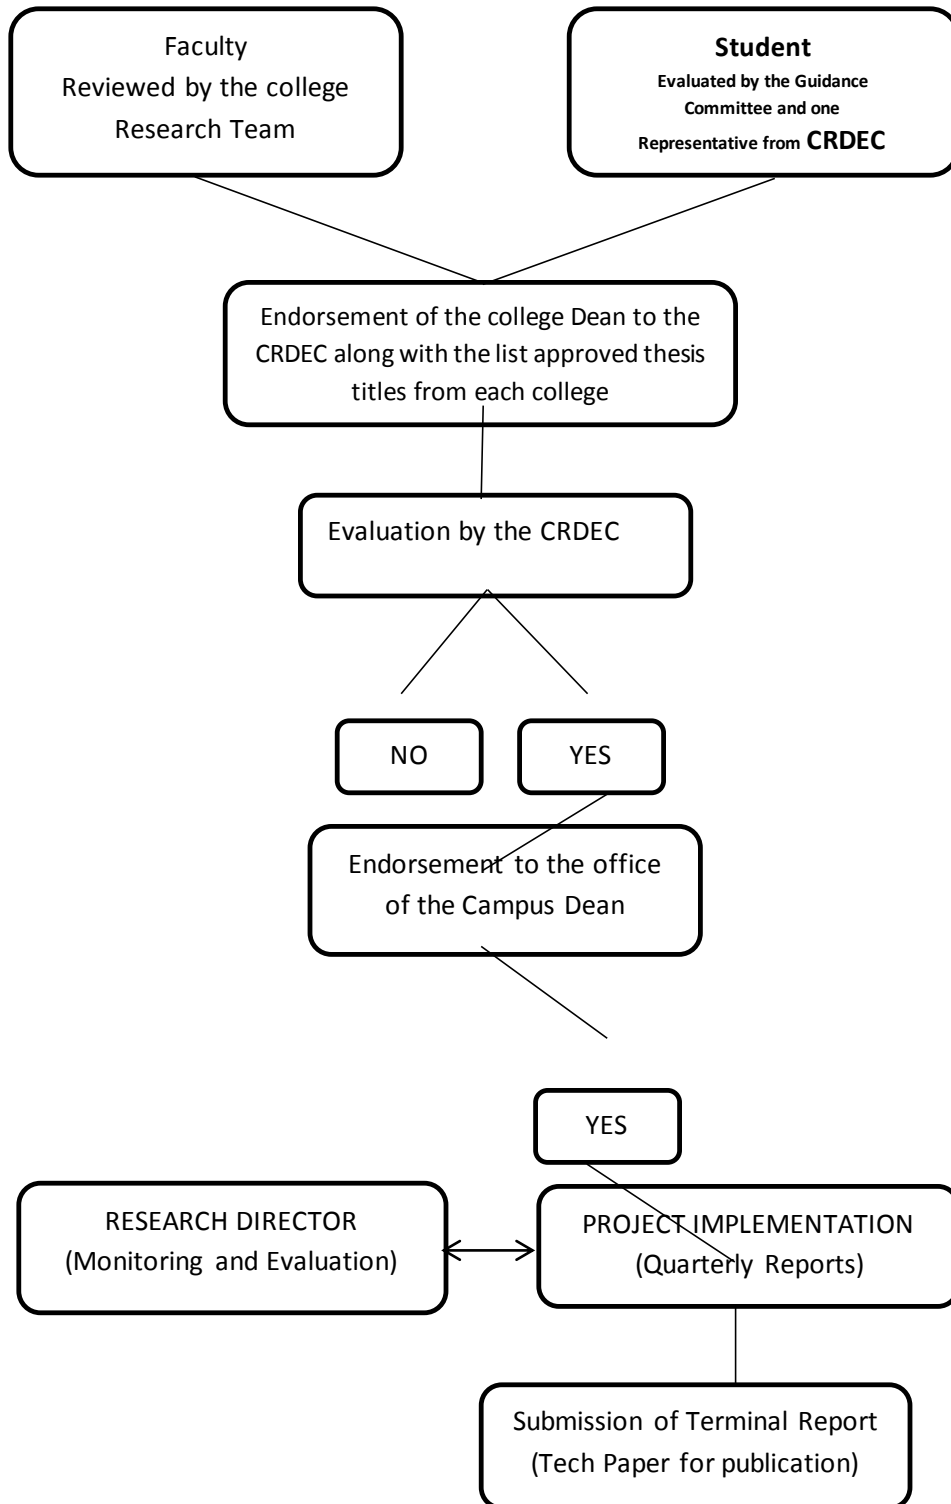 Faculty
Reviewed by the college
Research Team
Student
Evaluated by the Guidance
Committee and one
Representative from CRDEC
Endorsement of the college Dean to the
CRDEC along with the list approved thesis
titles from each college
Evaluation by the CRDEC
NO
YES
Endorsement to the office
of the Campus Dean
YES
RESEARCH DIRECTOR
(Monitoring and Evaluation)
PROJECT IMPLEMENTATION
(Quarterly Reports)
Submission of Terminal Report
(Tech Paper for publication)